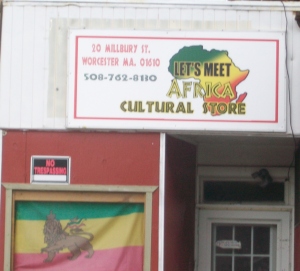 20 MILLBURY ST.
WORCESTER MA. 01610
508-762-8110
LET'S MEET
AFRICA
CULTURAL STORE
NO
TRESPASSING